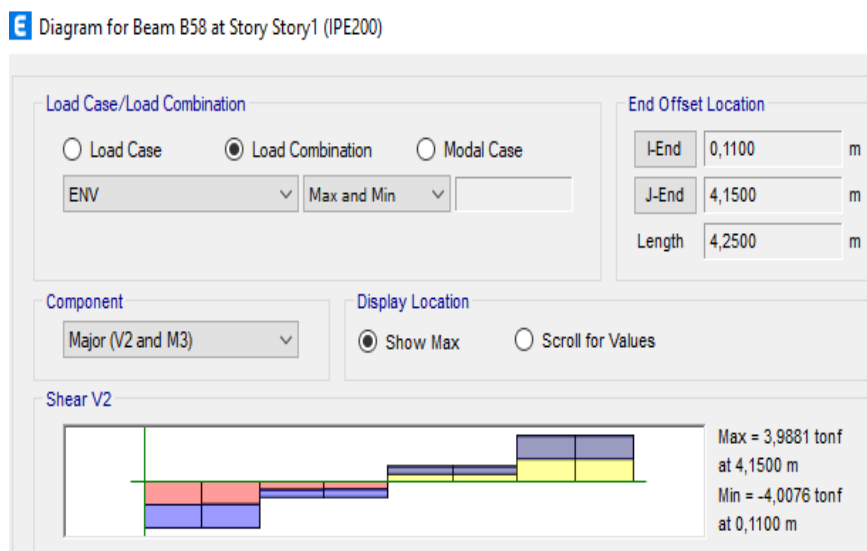 E Diagram for Beam B58 at Story Story1 (IPE200)
Load Case/Load Combination
Load Case Load Combination Modal Case
ENV Max and Min
End Offset Location
I-End 0,1100 m
J-End 4,1500 m
Length 4,2500 m
Component
Major (V2 and M3)
Display Location
Show Max Scroll for Values
Shear V2
Max = 3,9881 tonf
at 4,1500 m
Min = -4,0076 tonf
at 0,1100 m